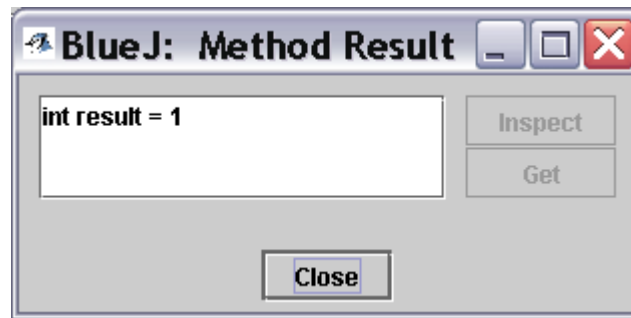 BlueJ: Method Result
int result = 1
Inspect
Get
Close